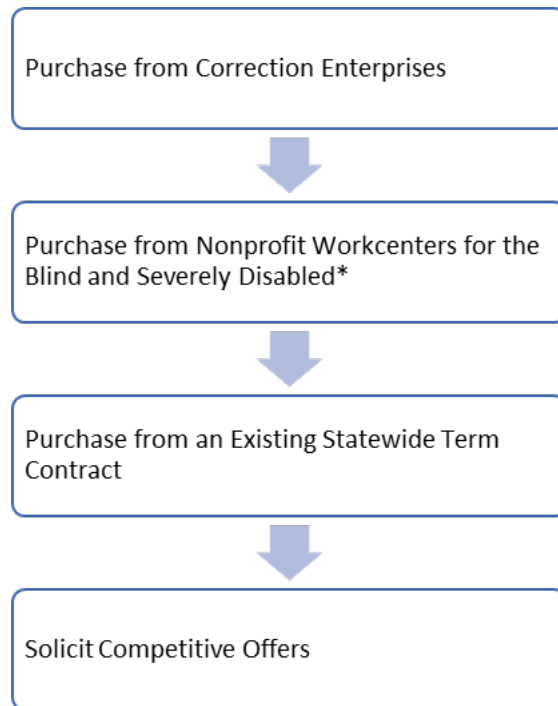 Purchase from Correction Enterprises
Purchase from Nonprofit Workcenters for the
Blind and Severely Disabled*
Purchase from an Existing Statewide Term
Contract
Solicit Competitive Offers